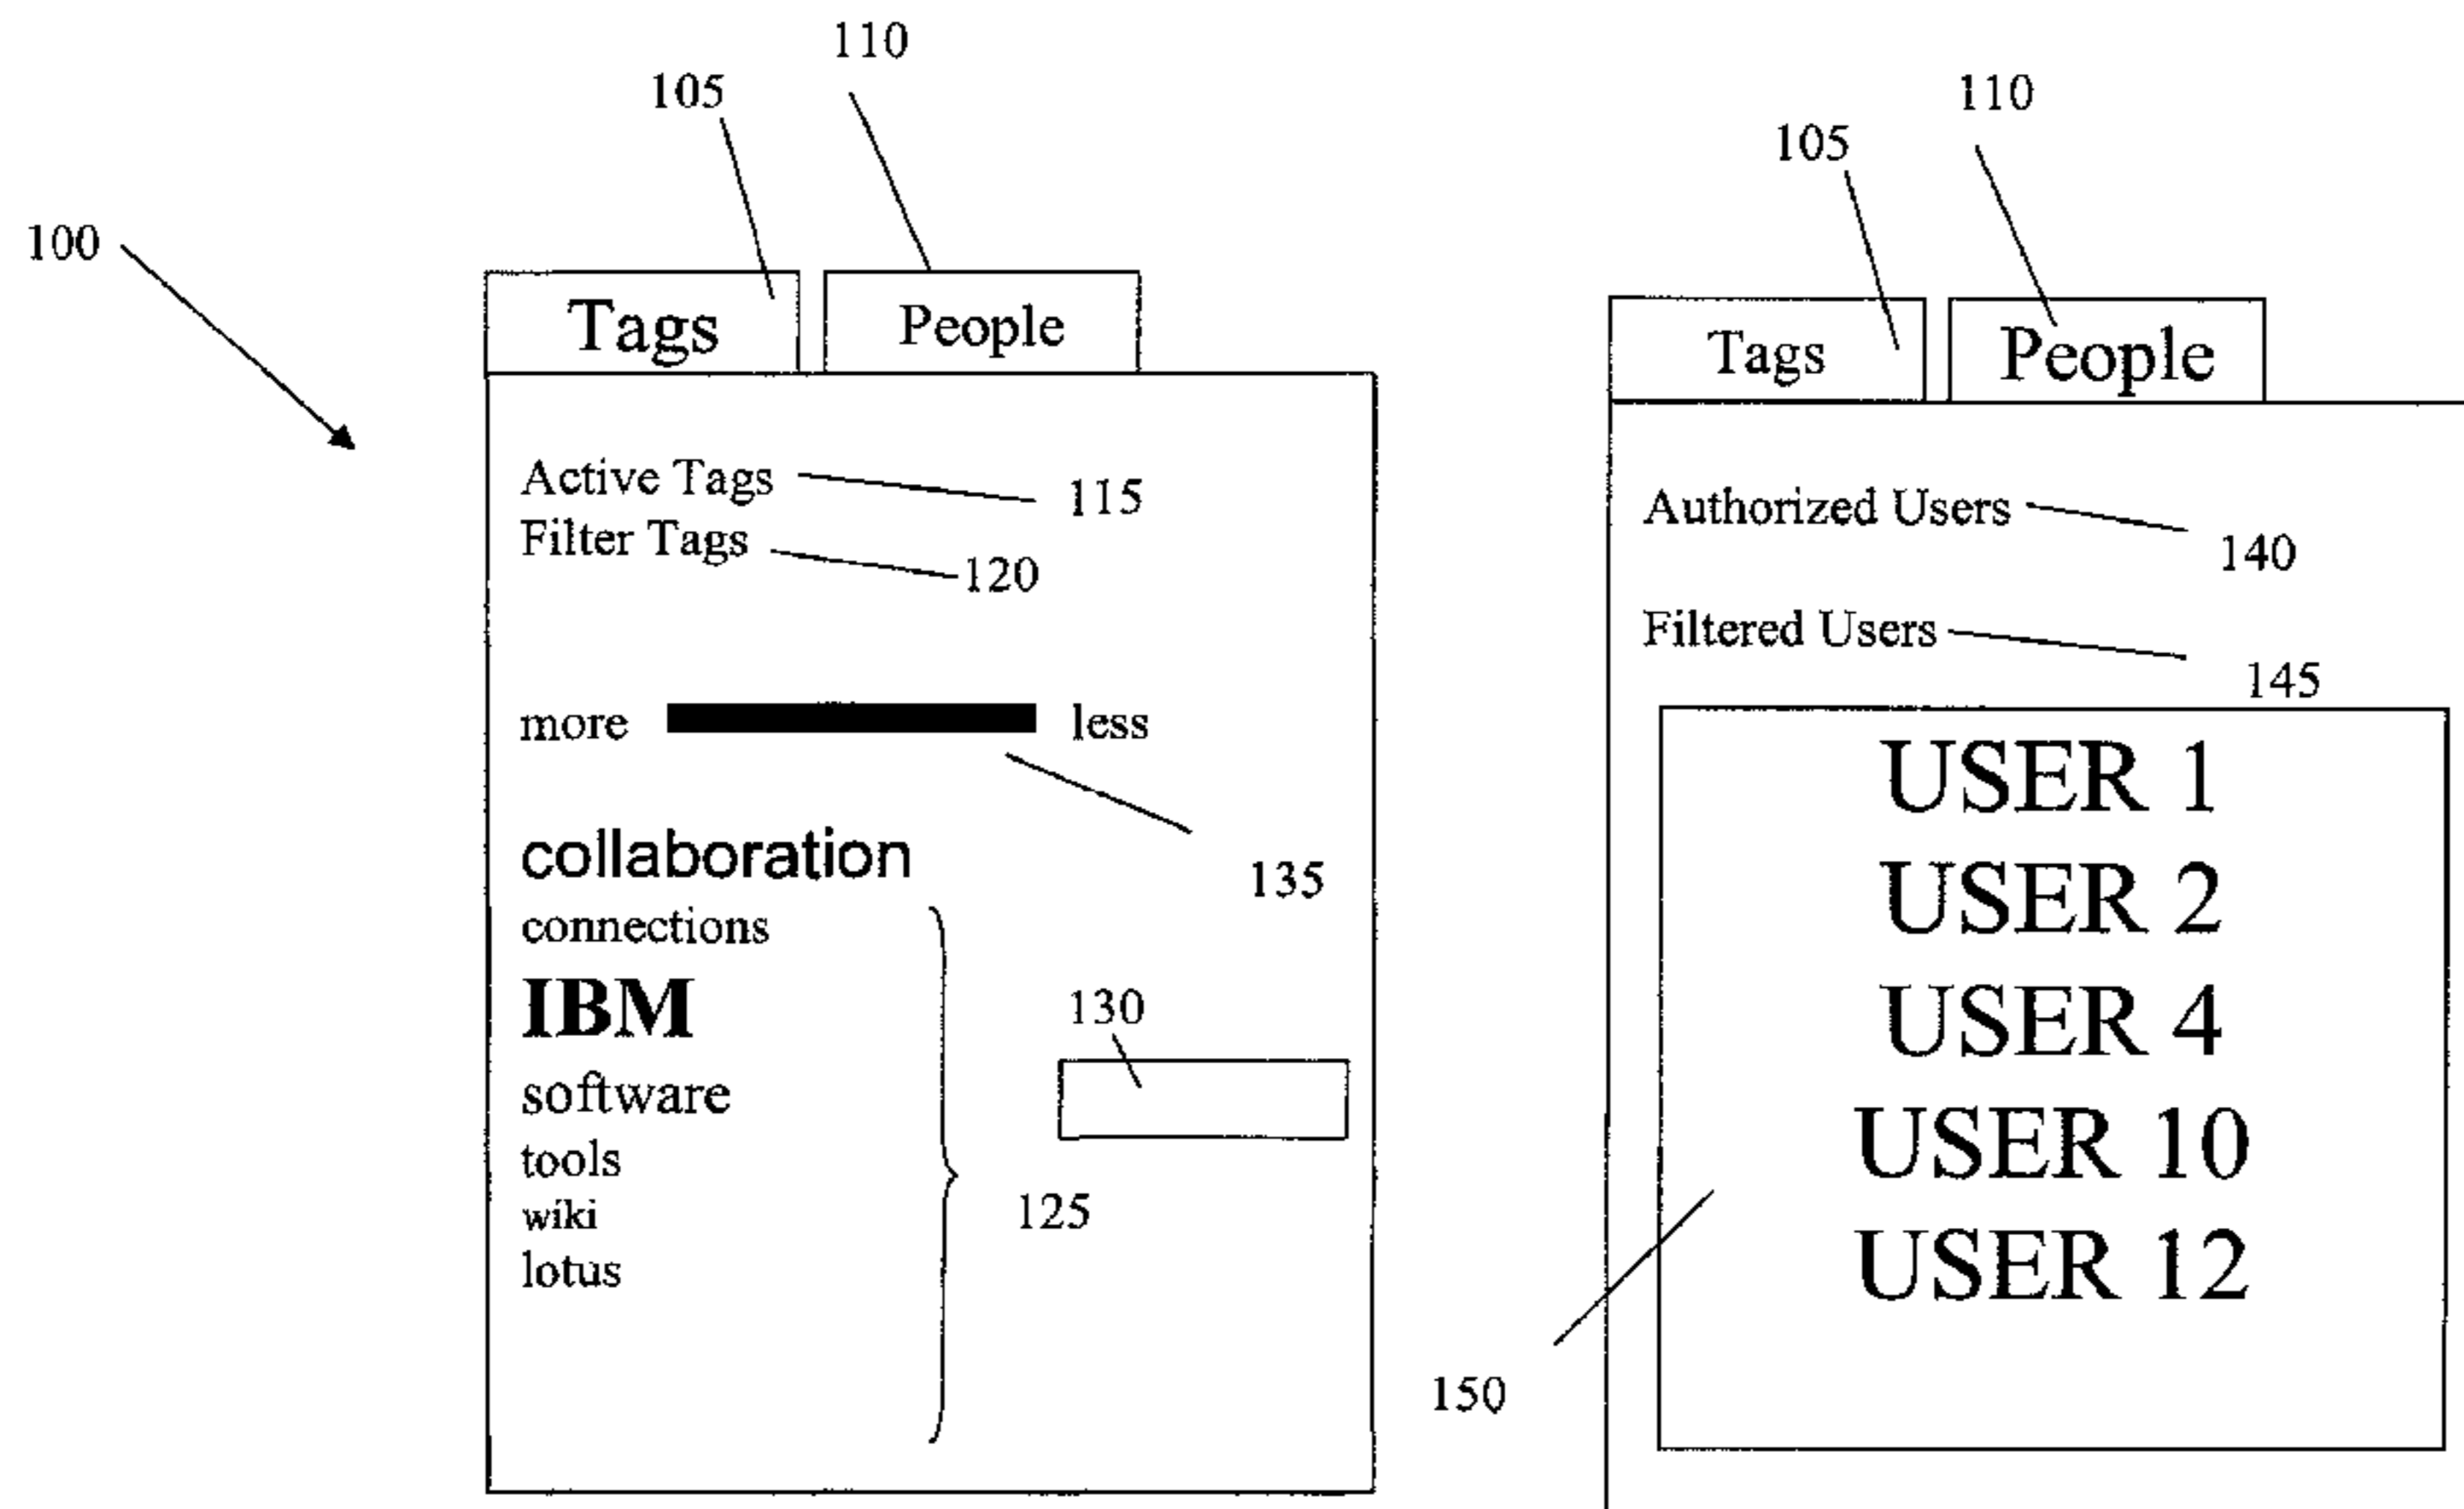 100
105
110
Tags
People
Active Tags
115
Filter Tags
120
more
less
135
collaboration
connections
IBM
software
tools
wiki
lotus
125
130
105
110
Tags
People
Authorized Users
140
Filtered Users
145
USER 1
USER 2
USER 4
USER 10
USER 12
150